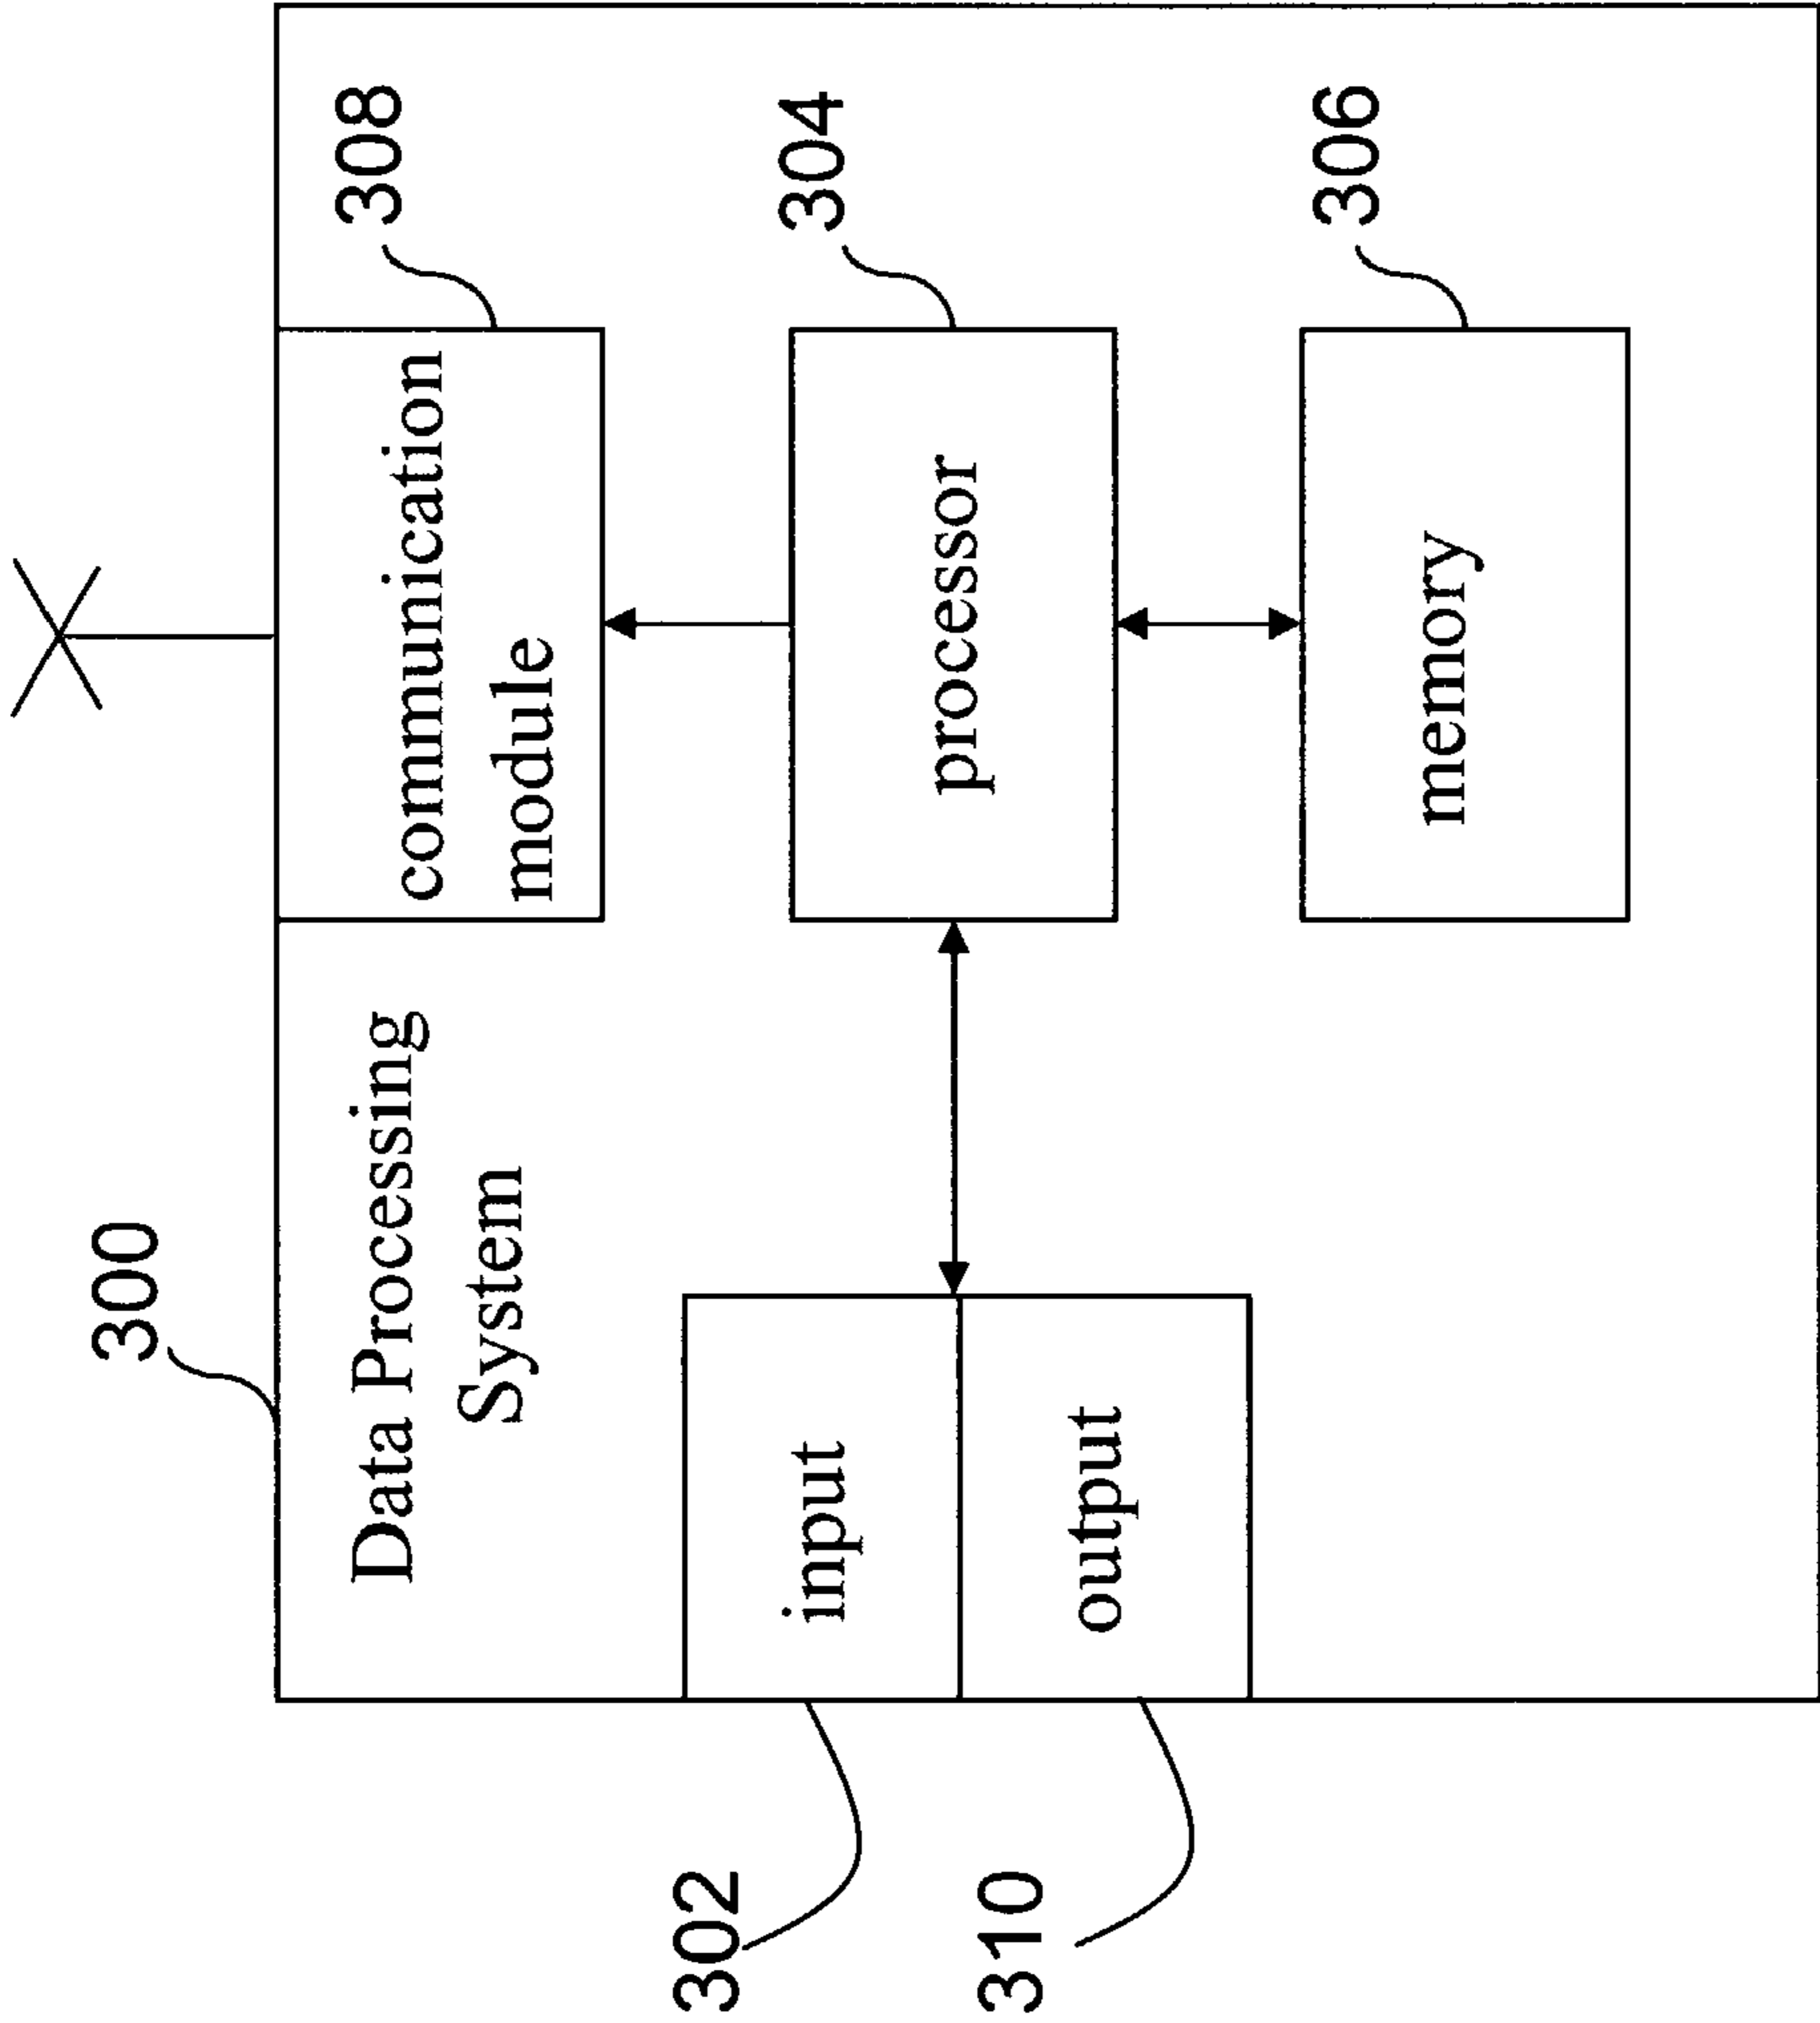 300
Data Processing
System
communication
module
308
302
input
processor
304
310
output
memory
306